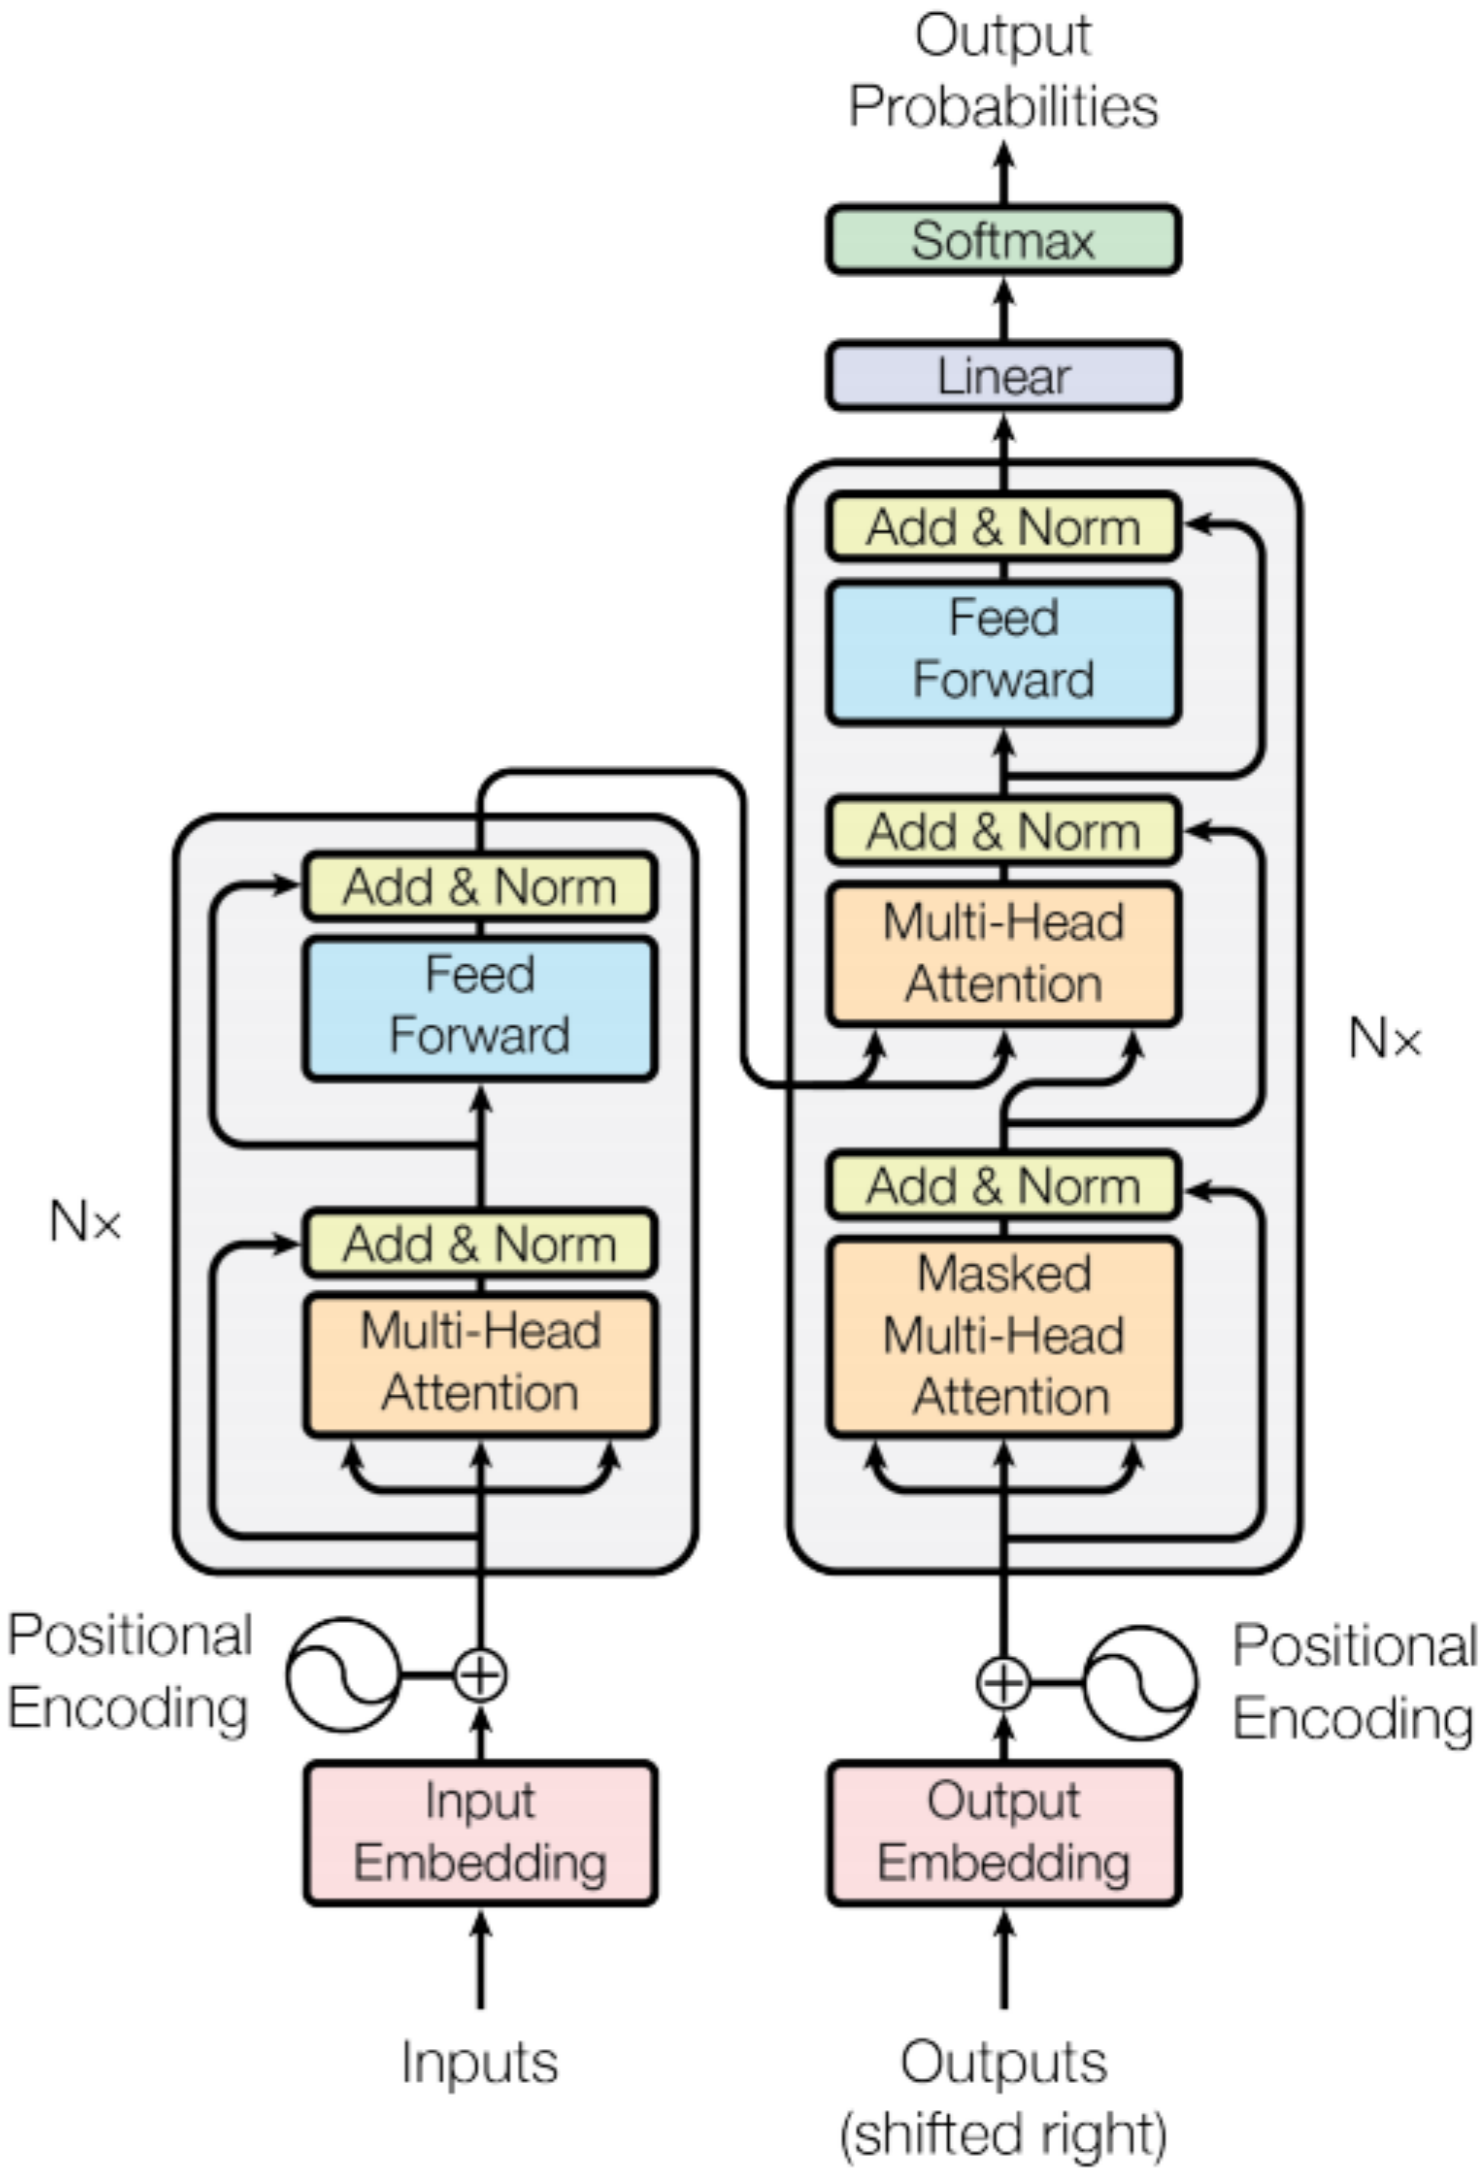 Output
Probabilities
Softmax
Linear
Add & Norm
Feed
Forward
Add & Norm
Multi-Head
Attention
Nx
Add & Norm
Masked
Multi-Head
Attention
Add & Norm
Feed
Forward
Nx
Add & Norm
Multi-Head
Attention
Positional
Encoding
Positional
Encoding
Input
Embedding
Output
Embedding
Inputs
Outputs
(shifted right)